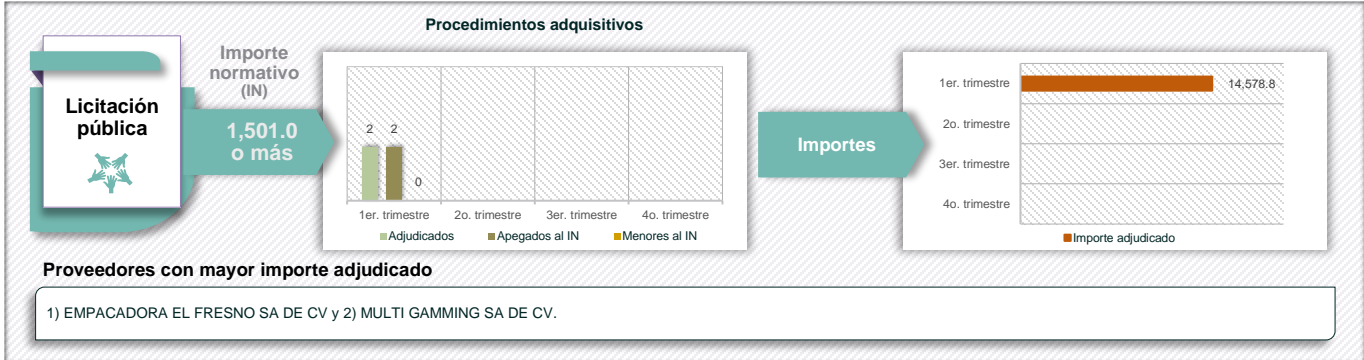 Procedimientos adquisitivos
Licitación
pública
Importe
normativo
(IN)
1,501.0
o más
2 2
0
1er. trimestre 2o. trimestre 3er. trimestre 4o. trimestre
Adjudicados Apegados al IN Menores al IN
Importes
1er. trimestre 14,578.8
2o. trimestre
3er. trimestre
4o. trimestre
Importe adjudicado
Proveedores con mayor importe adjudicado
1) EMPACADORA EL FRESNO SA DE CV y 2) MULTI GAMMING SA DE CV.